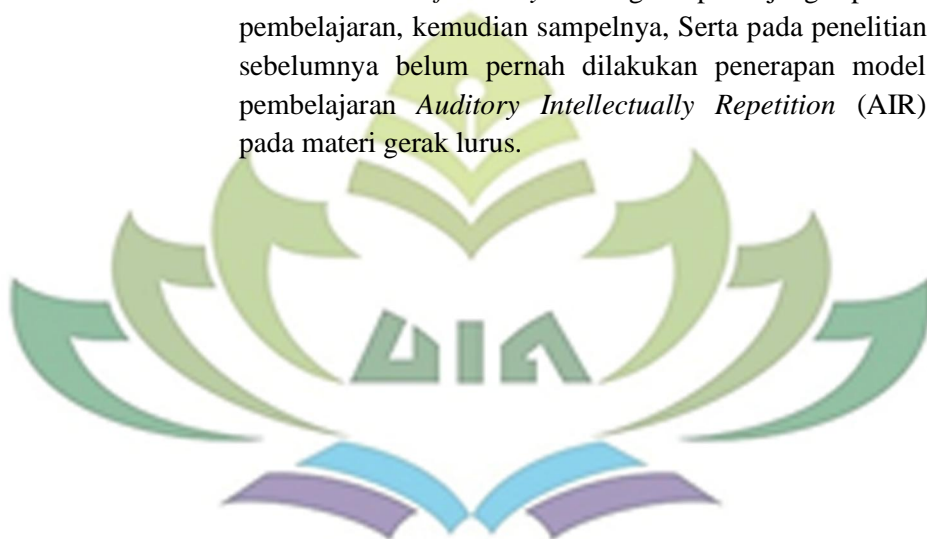 pembelajaran, kemudian sampelnya, Serta pada penelitian
sebelumnya belum pernah dilakukan penerapan model
pembelajaran Auditory Intellectually Repetition (AIR)
pada materi gerak lurus.
UIN